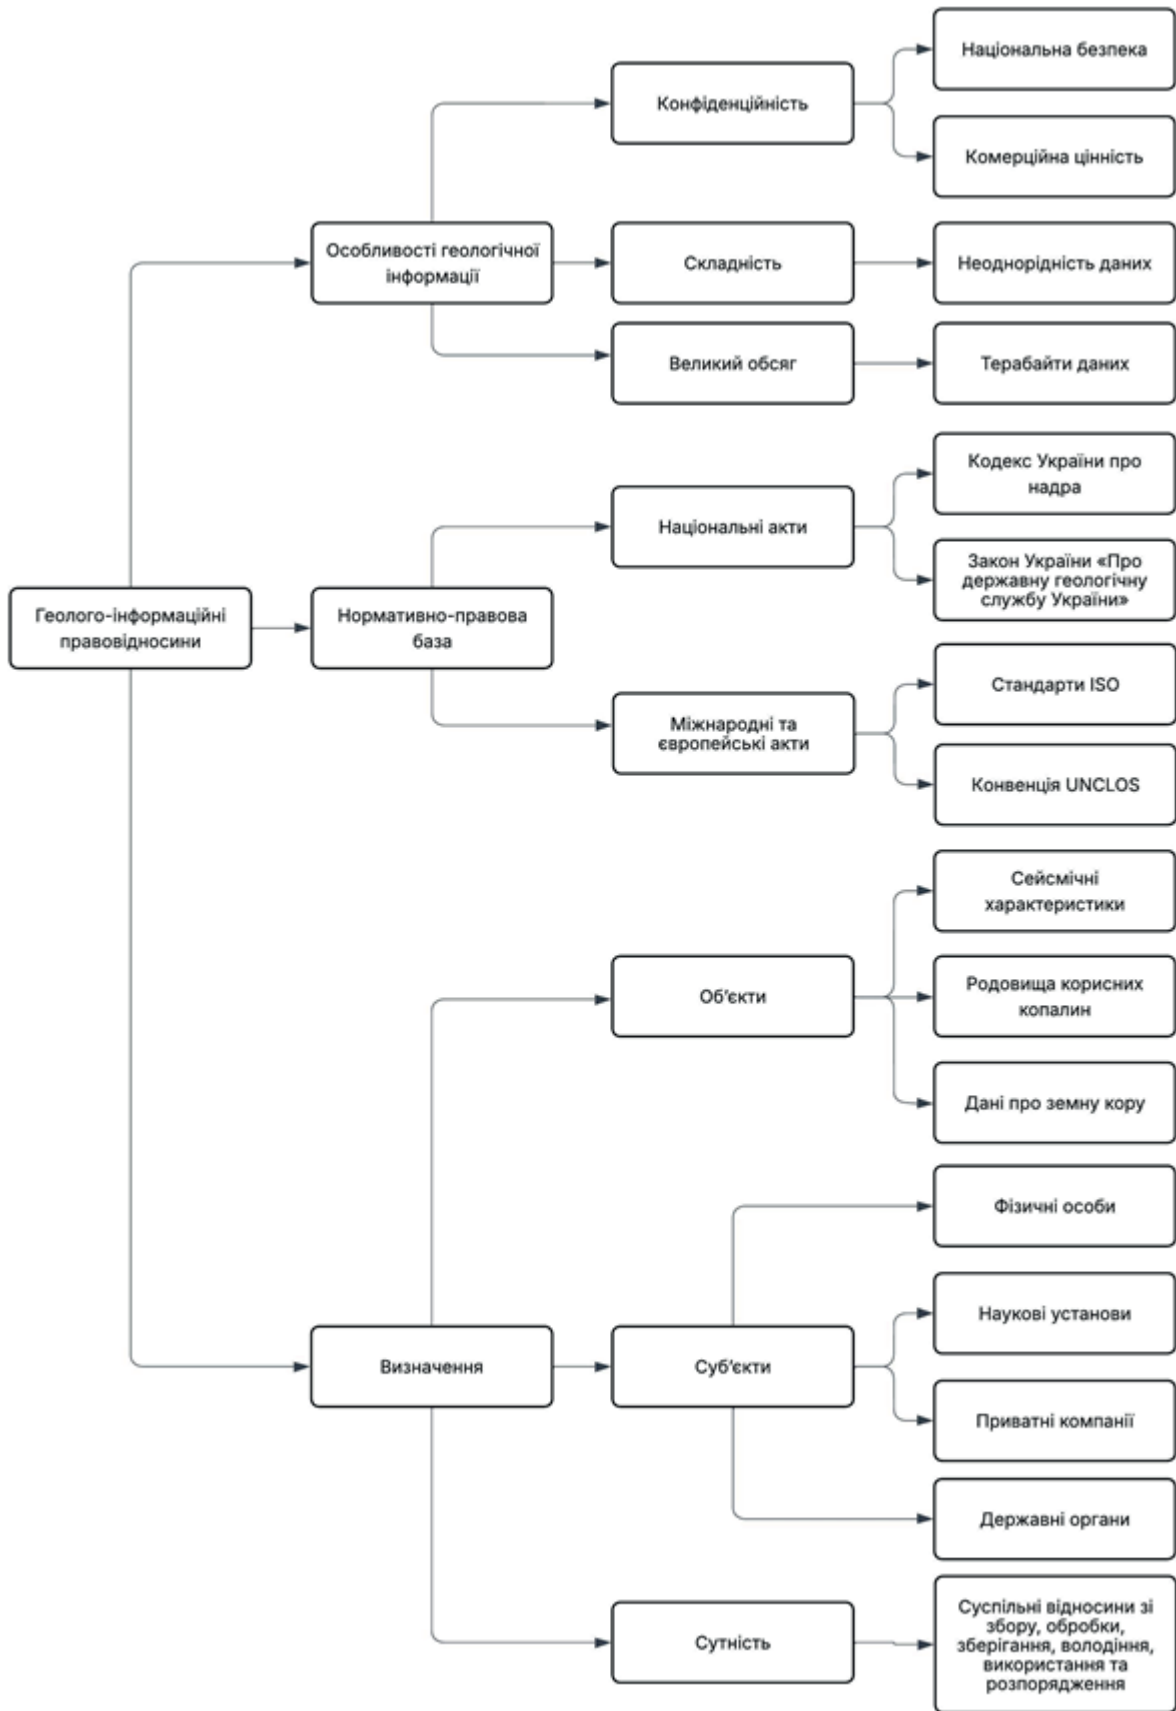 Національна безпека
Конфіденційність
Комерційна цінність
Особливості геологічної
інформації
Складність
Неоднорідність даних
Великий обсяг
Терабайти даних
Кодекс України про
надра
Національні акти
Закон України «Про
державну геологічну
службу України»
Геолого-інформаційні
правовідносини
Нормативно-правова
база
Стандарти ISO
Міжнародні та
європейські акти
Конвенція UNCLOS
Сейсмічні
характеристики
Об'єкти
Родовища корисних
копалин
Дані про земну кору
Фізичні особи
Наукові установи
Визначення
Суб'єкти
Приватні компанії
Державні органи
Сутність
Суспільні відносини зі
збору, обробки,
зберігання, володіння,
використання та
розпорядження